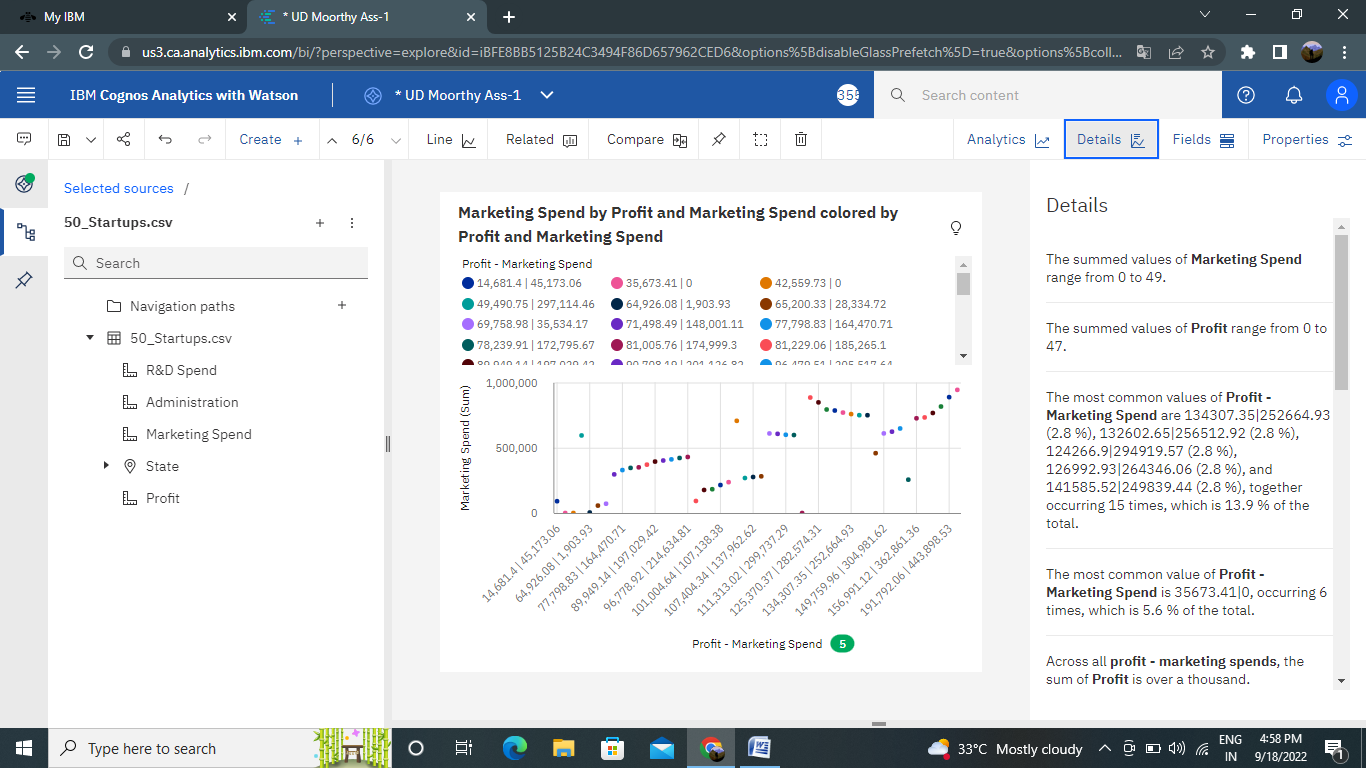 My IBM
* UD Moorthy Ass-1
us3.ca.analytics.ibm.com/bi/?perspective=explore&id=iBFE8BB5125B24C3494F86D657962CED6&options%5BdisableGlassPrefetch%5D=true&options%5Bcoll...
IBM Cognos Analytics with Watson
* UD Moorthy Ass-1
Search content
Create +
6/6
Line
Related
Compare
Analytics
Details
Fields
Properties
Selected sources /
50_Startups.csv
Search
Navigation paths
50_Startups.csv
R&D Spend
Administration
Marketing Spend
State
Profit
Marketing Spend by Profit and Marketing Spend colored by
Profit and Marketing Spend
Profit - Marketing Spend
14,681.4 | 45,173.06 35,673.41 | 0 42,559.73 | 0
49,490.75 | 297,114.46 64,926.08 | 1,903.93 65,200.33 | 28,334.72
69,758.98 | 35,534.17 71,498.49 | 148,001.11 77,798.83 | 164,470.71
78,239.91 | 172,795.67 81,005.76 | 174,999.3 81,229.06 | 185,265.1
1,000,000
500,000
0
Marketing Spend (Sum)
14,681.4 | 45,173.06
64,926.08 | 1,903.93
77,798.83 | 164,470.71
89,949.14 | 197,029.42
96,778.92 | 214,634.81
101,004.64 | 107,138.38
107,404.34 | 137,962.62
111,313.02 | 299,737.29
125,370.37 | 282,574.31
134,307.35 | 252,664.93
149,759.96 | 304,981.62
156,991.12 | 362,861.36
191,792.06 | 443,898.53
Profit - Marketing Spend 5
Details
The summed values of Marketing Spend
range from 0 to 49.
The summed values of Profit range from 0 to
47.
The most common values of Profit -
Marketing Spend are 134307.35|252664.93
(2.8 %), 132602.65|256512.92 (2.8 %),
124266.9|294919.57 (2.8 %),
126992.93|264346.06 (2.8 %), and
141585.52|249839.44 (2.8 %), together
occurring 15 times, which is 13.9 % of the
total.
The most common value of Profit -
Marketing Spend is 35673.41|0, occurring 6
times, which is 5.6 % of the total.
Across all profit - marketing spends, the
sum of Profit is over a thousand.
Type here to search
33°C Mostly cloudy
ENG
IN
4:58 PM
9/18/2022
1